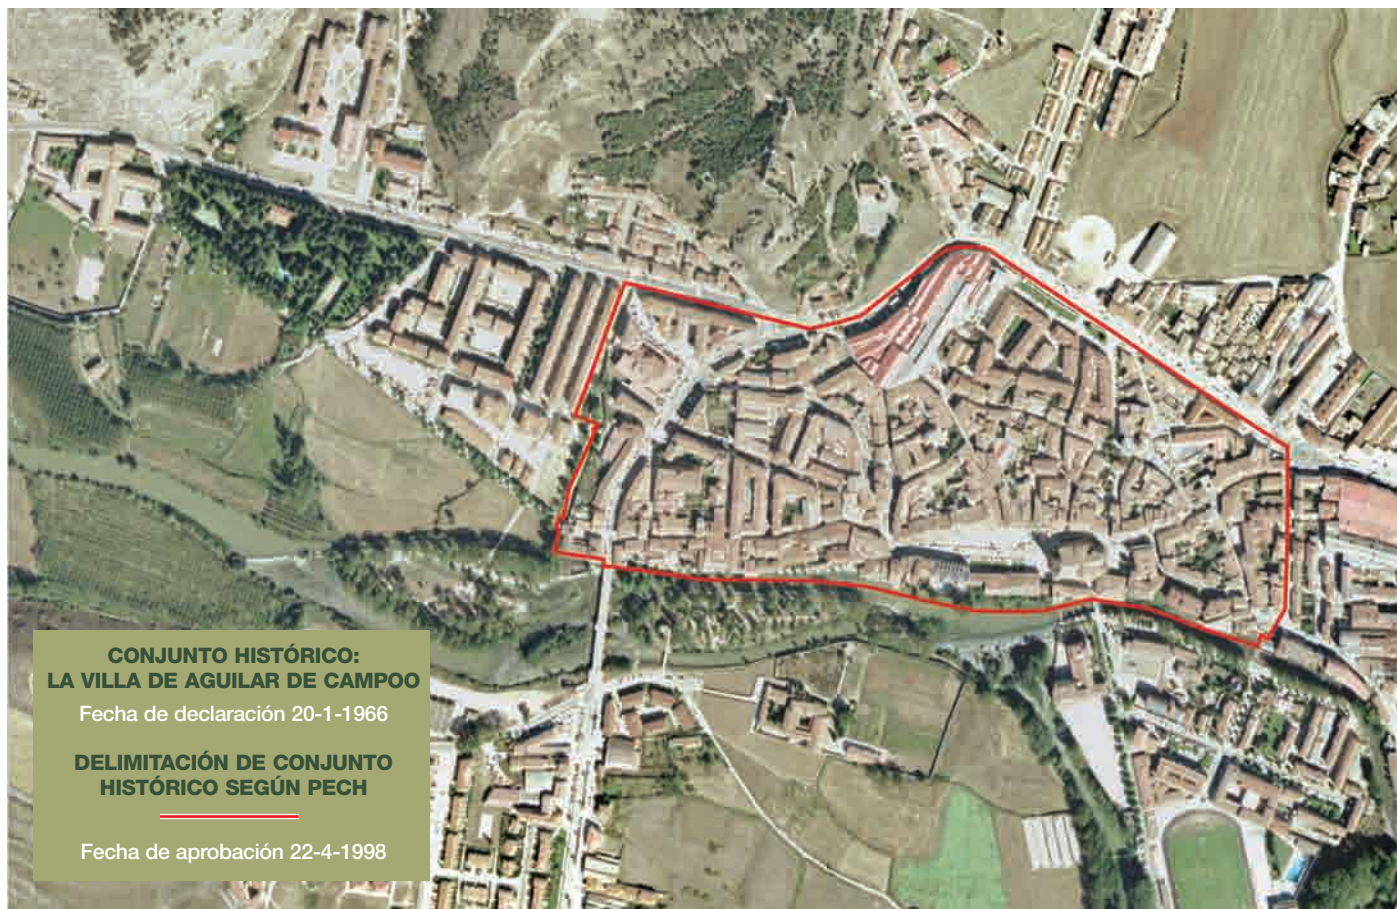 CONJUNTO HISTÓRICO:
LA VILLA DE AGUILAR DE CAMPOO
Fecha de declaración 20-1-1966
DELIMITACIÓN DE CONJUNTO
HISTÓRICO SEGÚN PECH
Fecha de aprobación 22-4-1998